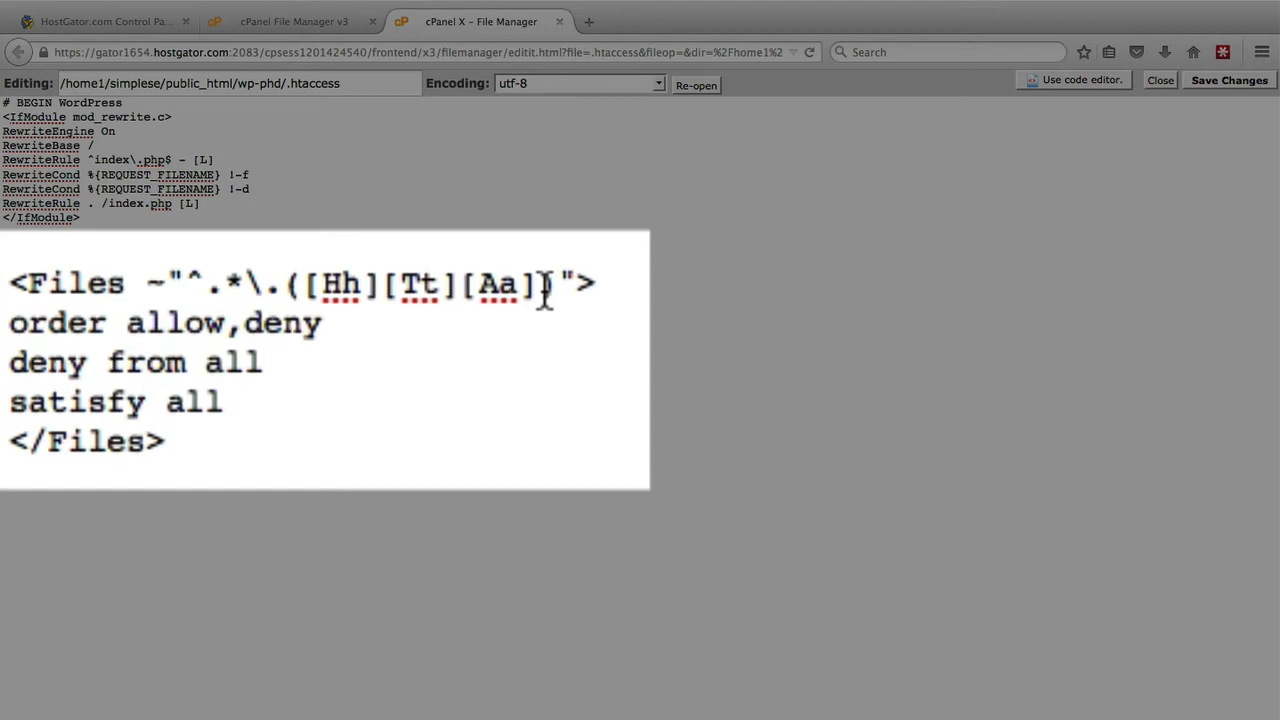 HostGator.com Control Pa...
cPanel File Manager v3
cPanel X - File Manager
https://gator1654.hostgator.com:2083/cpsess1201424540/frontend/x3/filemanager/editit.html?file=.htaccess&fileop=&dir=%2Fhome1%2
Search
Editing: /home1/simplese/public_html/wp-phd/.htaccess Encoding: utf-8 Re-open Use code editor. Close Save Changes
# BEGIN WordPress
<IfModule mod_rewrite.c>
RewriteEngine On
RewriteBase /
RewriteRule ^index\.php$ - [L]
RewriteCond %{REQUEST_FILENAME} !-f
RewriteCond %{REQUEST_FILENAME} !-d
RewriteRule . /index.php [L]
</IfModule>
<Files ~"^.*\.([Hh][Tt][Aa])">
order allow,deny
deny from all
satisfy all
</Files>